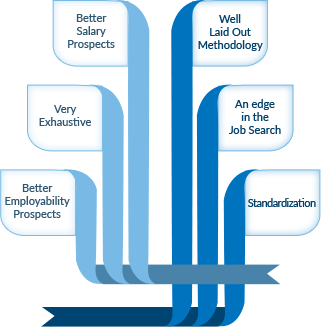 Better
Salary
Prospects
Well
Laid Out
Methodology
Very
Exhaustive
An edge
in the
Job Search
Better
Employability
Prospects
Standardization